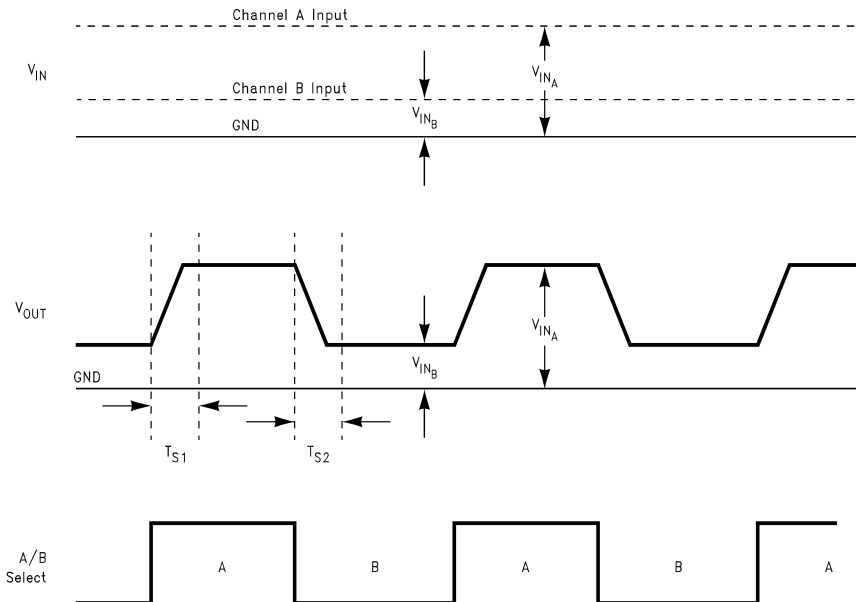 Channel A Input
V_IN
V_IN_A
Channel B Input
V_IN_B
GND
V_OUT
V_IN_A
V_IN_B
GND
T_S1
T_S2
A/B
Select
A
B
A
B
A